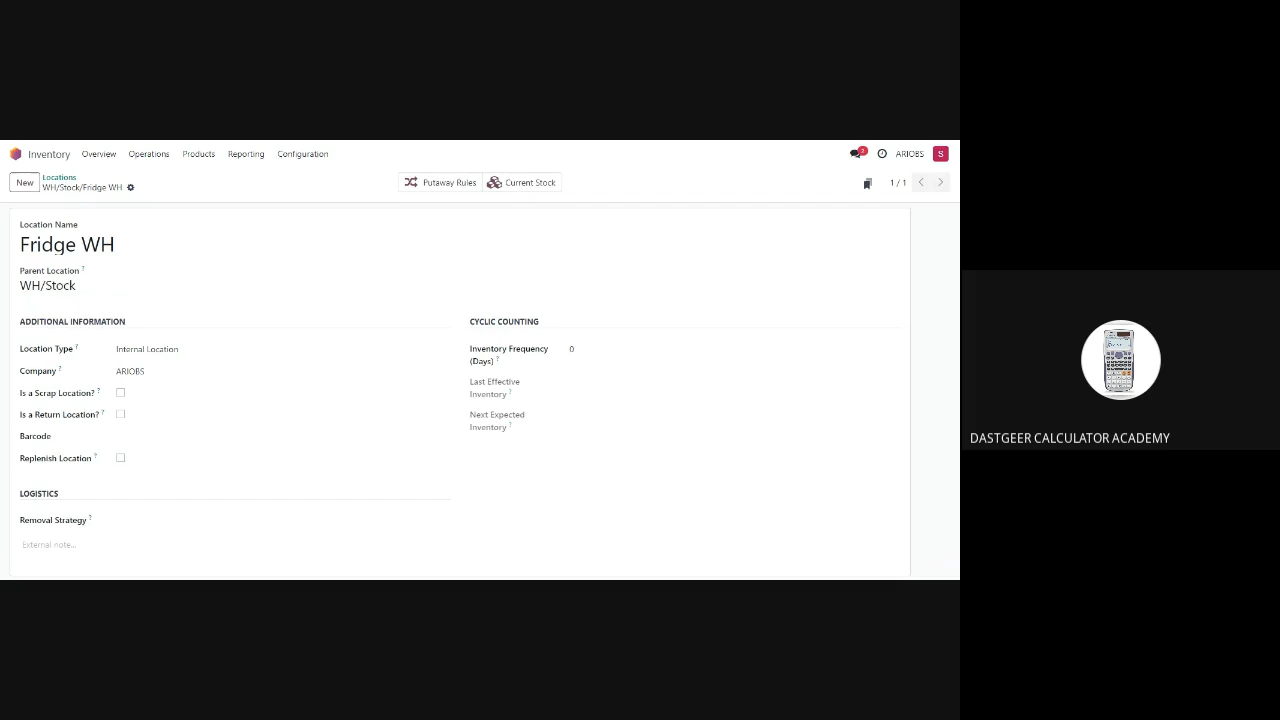 Inventory Overview Operations Products Reporting Configuration 2 ARIOBS S
New Locations Putaway Rules Current Stock 1 / 1
WH/Stock/Fridge WH
Location Name
Fridge WH
Parent Location ?
WH/Stock
ADDITIONAL INFORMATION
Location Type ? Internal Location
Company ? ARIOBS
Is a Scrap Location? ?
Is a Return Location? ?
Barcode
Replenish Location ?
LOGISTICS
Removal Strategy ?
External note...
CYCLIC COUNTING
Inventory Frequency 0
(Days) ?
Last Effective
Inventory ?
Next Expected
Inventory ?
DASTGEER CALCULATOR ACADEMY